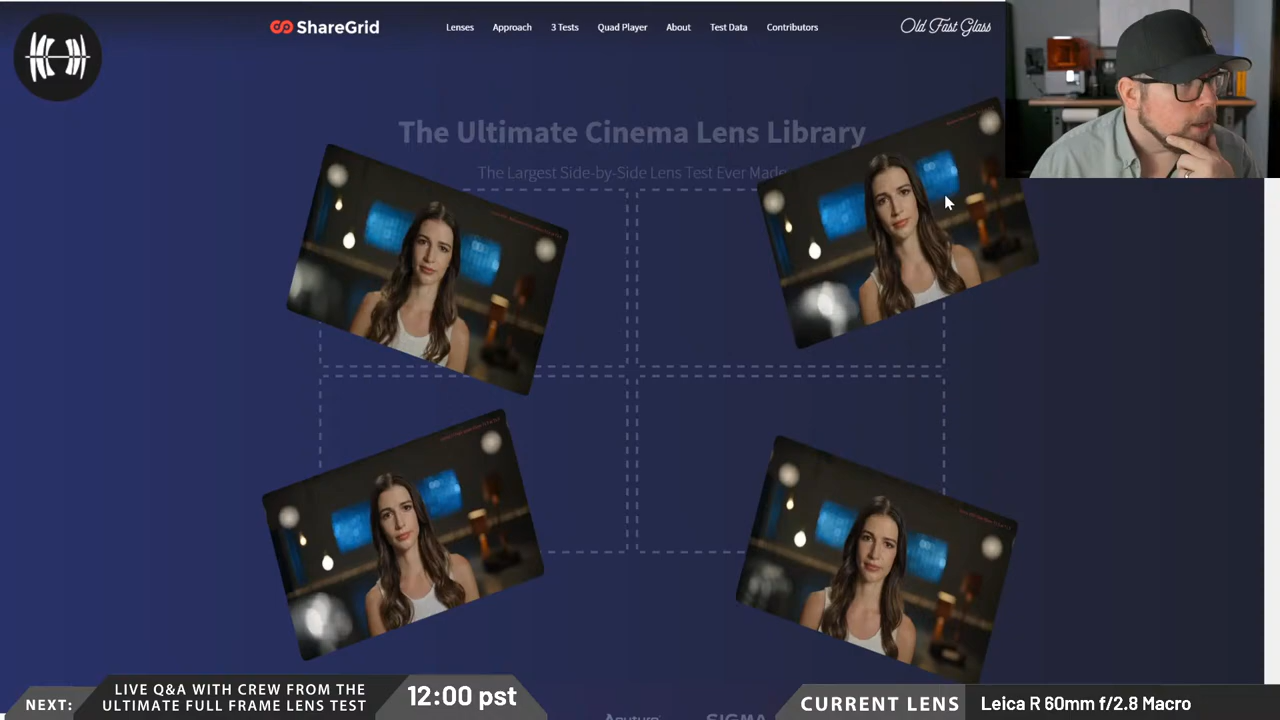 ShareGrid
Lenses
Approach
3 Tests
Quad Player
About
Test Data
Contributors
Old Fast Glass
The Ultimate Cinema Lens Library
The Largest Side-by-Side Lens Test Ever Made
NEXT:
LIVE Q&A WITH CREW FROM THE
ULTIMATE FULL FRAME LENS TEST
12:00 pst
CURRENT LENS
Leica R 60mm f/2.8 Macro